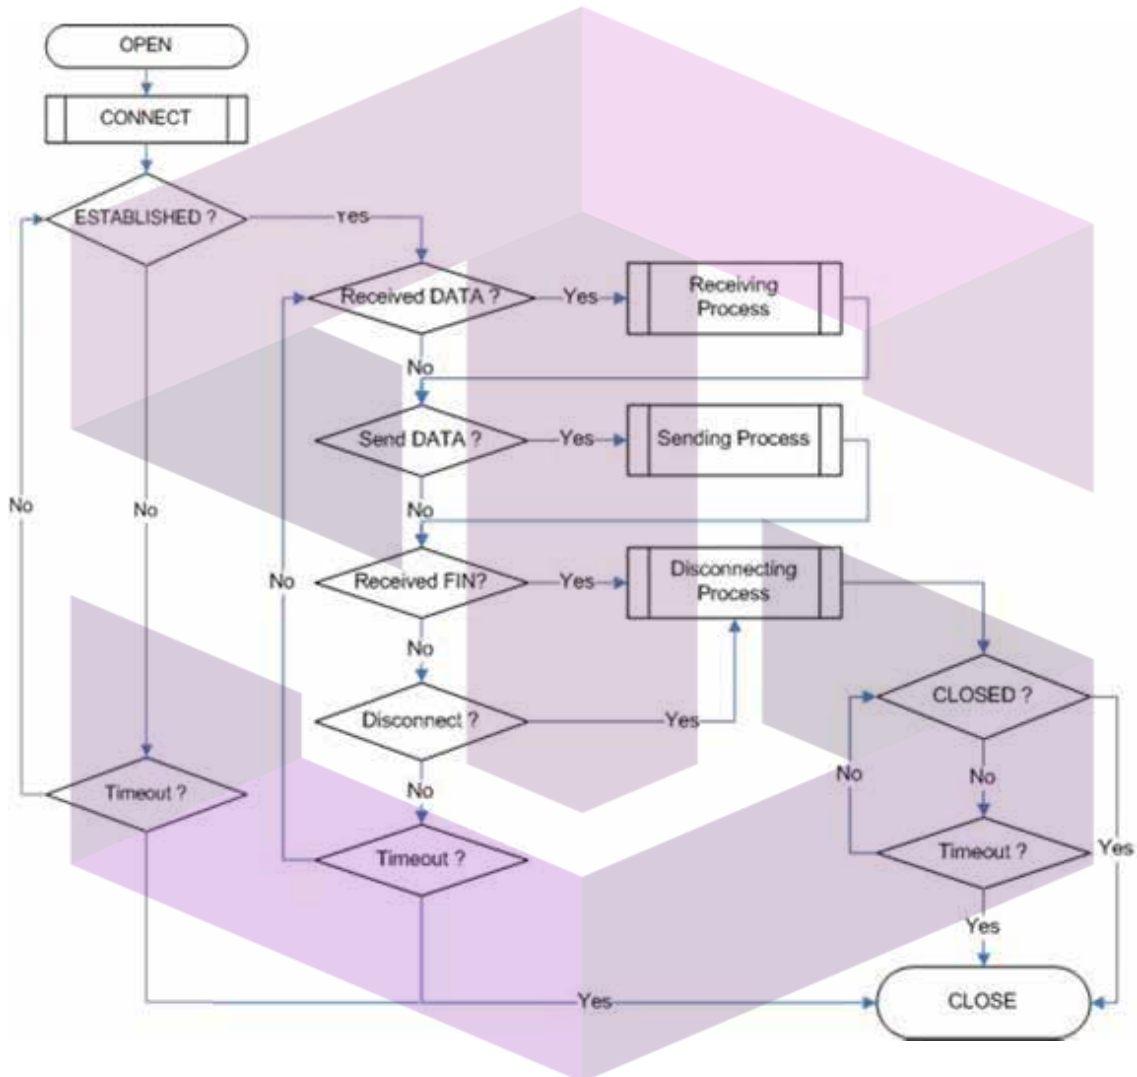 OPEN
CONNECT
ESTABLISHED ?
Yes
Received DATA ?
Yes
Receiving
Process
No
Send DATA ?
Yes
Sending Process
No
No
No
Received FIN?
Yes
Disconnecting
Process
No
No
Disconnect ?
Yes
CLOSED ?
No
No
No
Timeout ?
Timeout ?
Timeout ?
Yes
Yes
Yes
CLOSE